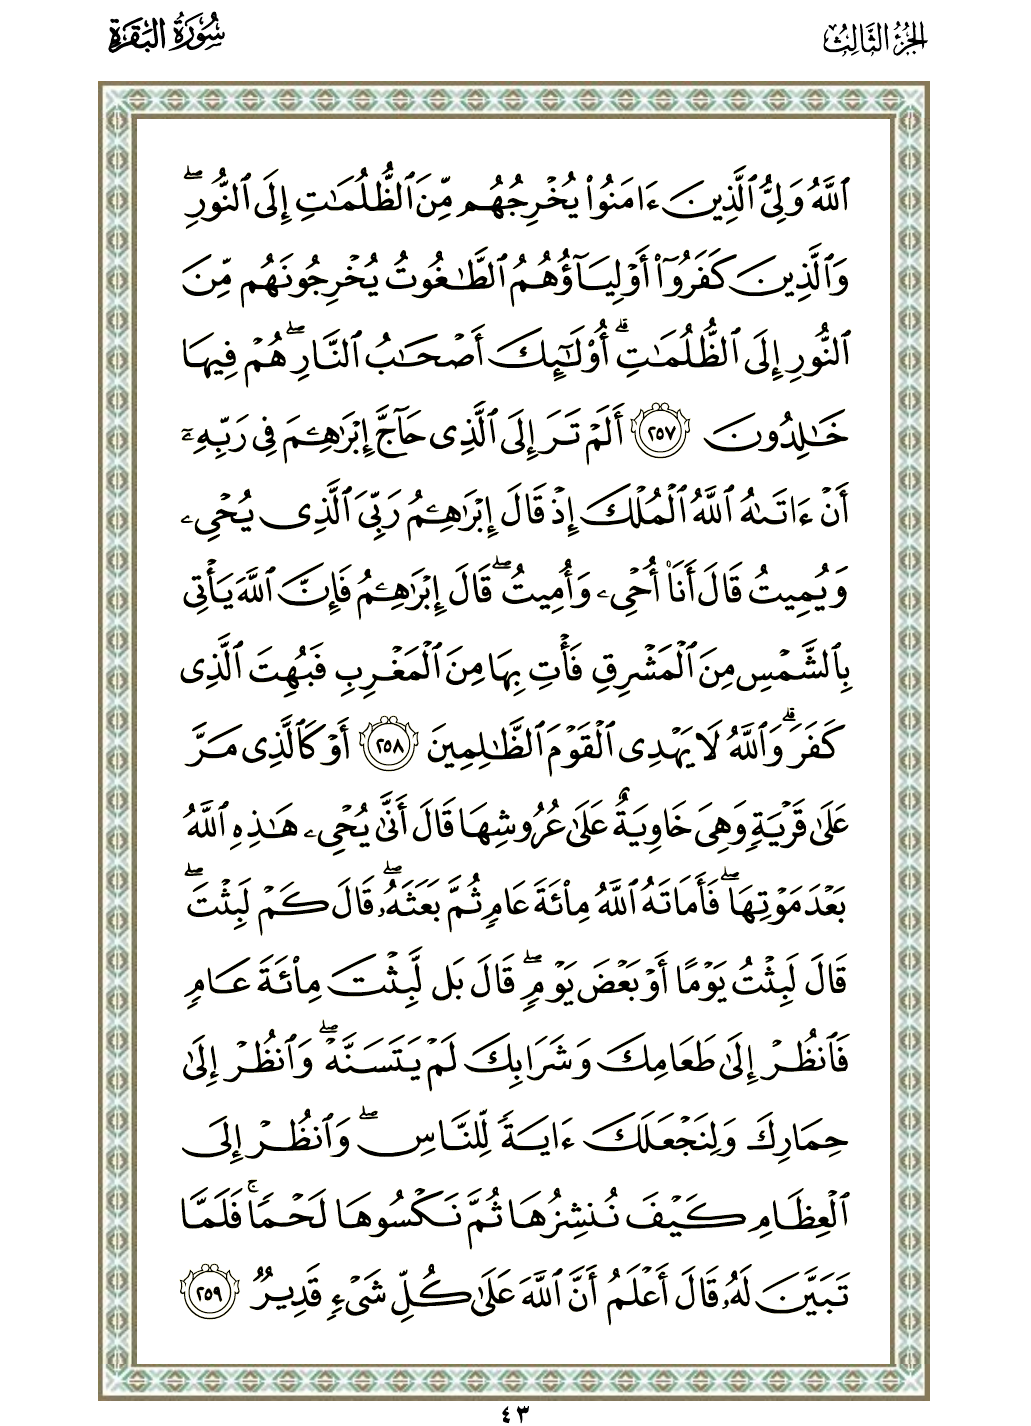 الجزء الثالث
سورة البقرة
ٱللَّهُ وَلِىُّ ٱلَّذِينَ ءَامَنُوا۟ يُخْرِجُهُم مِّنَ ٱلظُّلُمَـٰتِ إِلَى ٱلنُّورِ ۖ
وَٱلَّذِينَ كَفَرُوٓا۟ أَوْلِيَآؤُهُمُ ٱلطَّـٰغُوتُ يُخْرِجُونَهُم مِّنَ
ٱلنُّورِ إِلَى ٱلظُّلُمَـٰتِ ۗ أُو۟لَـٰٓئِكَ أَصْحَـٰبُ ٱلنَّارِ ۖ هُمْ فِيهَا
خَـٰلِدُونَ ٢٥٧ أَلَمْ تَرَ إِلَى ٱلَّذِى حَآجَّ إِبْرَٰهِـۧمَ فِى رَبِّهِۦٓ
أَنْ ءَاتَىٰهُ ٱللَّهُ ٱلْمُلْكَ إِذْ قَالَ إِبْرَٰهِـۧمُ رَبِّىَ ٱلَّذِى يُحْىِۦ
وَيُمِيتُ قَالَ أَنَا۠ أُحْىِۦ وَأُمِيتُ ۖ قَالَ إِبْرَٰهِـۧمُ فَإِنَّ ٱللَّهَ يَأْتِى
بِٱلشَّمْسِ مِنَ ٱلْمَشْرِقِ فَأْتِ بِهَا مِنَ ٱلْمَغْرِبِ فَبُهِتَ ٱلَّذِى
كَفَرَ ۗ وَٱللَّهُ لَا يَهْدِى ٱلْقَوْمَ ٱلظَّـٰلِمِينَ ٢٥٨ أَوْ كَٱلَّذِى مَرَّ
عَلَىٰ قَرْيَةٍ وَهِىَ خَاوِيَةٌ عَلَىٰ عُرُوشِهَا قَالَ أَنَّىٰ يُحْىِۦ هَـٰذِهِ ٱللَّهُ
بَعْدَ مَوْتِهَا ۖ فَأَمَاتَهُ ٱللَّهُ مِا۟ئَةَ عَامٍ ثُمَّ بَعَثَهُۥ ۖ قَالَ كَمْ لَبِثْتَ ۖ
قَالَ لَبِثْتُ يَوْمًا أَوْ بَعْضَ يَوْمٍ ۖ قَالَ بَل لَّبِثْتَ مِا۟ئَةَ عَامٍ
فَٱنظُرْ إِلَىٰ طَعَامِكَ وَشَرَابِكَ لَمْ يَتَسَنَّهْ ۖ وَٱنظُرْ إِلَىٰ
حِمَارِكَ وَلِنَجْعَلَكَ ءَايَةً لِّلنَّاسِ ۖ وَٱنظُرْ إِلَى
ٱلْعِظَامِ كَيْفَ نُنشِزُهَا ثُمَّ نَكْسُوهَا لَحْمًا ۚ فَلَمَّا
تَبَيَّنَ لَهُۥ قَالَ أَعْلَمُ أَنَّ ٱللَّهَ عَلَىٰ كُلِّ شَىْءٍ قَدِيرٌ ٢٥٩
٤٣